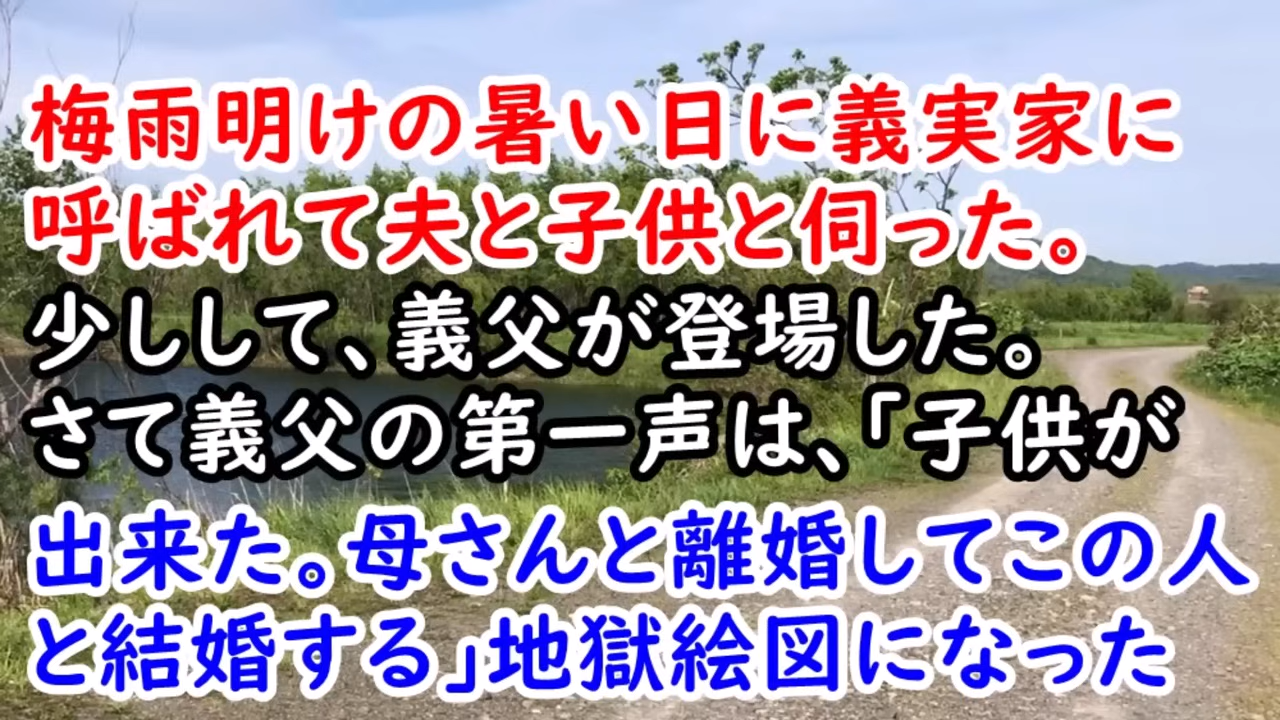 梅雨明けの暑い日に義実家に
呼ばれて夫と子供と伺った。
少しして、義父が登場した。
さて義父の第一声は、「子供が
出来た。母さんと離婚してこの人
と結婚する」地獄絵図になった